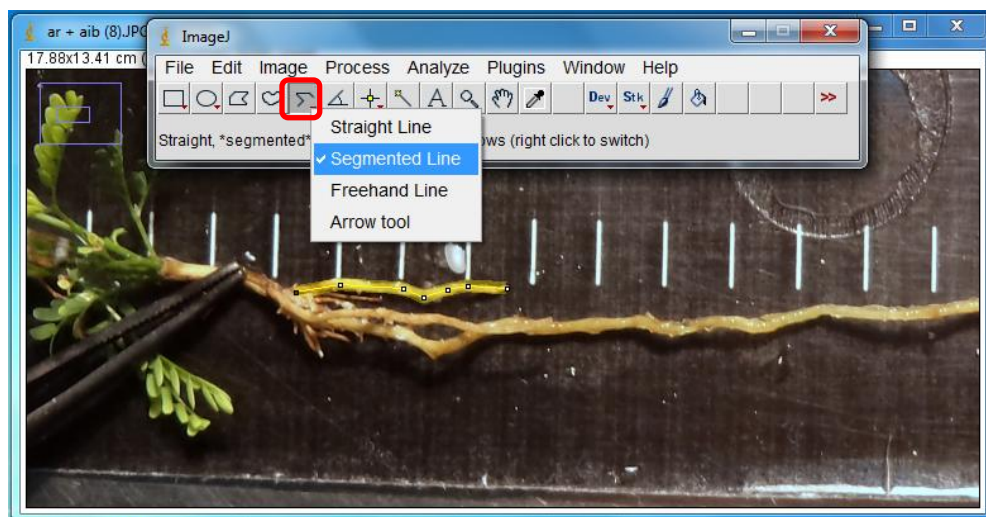 ar + aib (8).JPG
17.88x13.41 cm (
ImageJ
File Edit Image Process Analyze Plugins Window Help
A Dev Stk >>
Straight, *segmented* ows (right click to switch)
Straight Line
Segmented Line
Freehand Line
Arrow tool